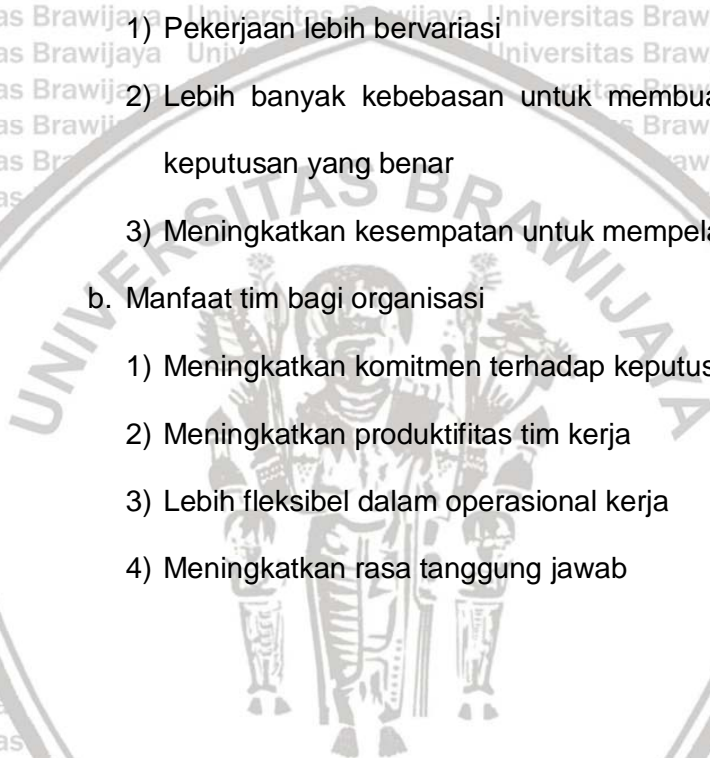 1) Pekerjaan lebih bervariasi
2) Lebih banyak kebebasan untuk
keputusan yang benar
3) Meningkatkan kesempatan untuk
b. Manfaat tim bagi organisasi
1) Meningkatkan komitmen terhadap
2) Meningkatkan produktifitas tim kerja
3) Lebih fleksibel dalam operasional kerja
4) Meningkatkan rasa tanggung jawab
UNIVERSITAS BRAWIJAYA